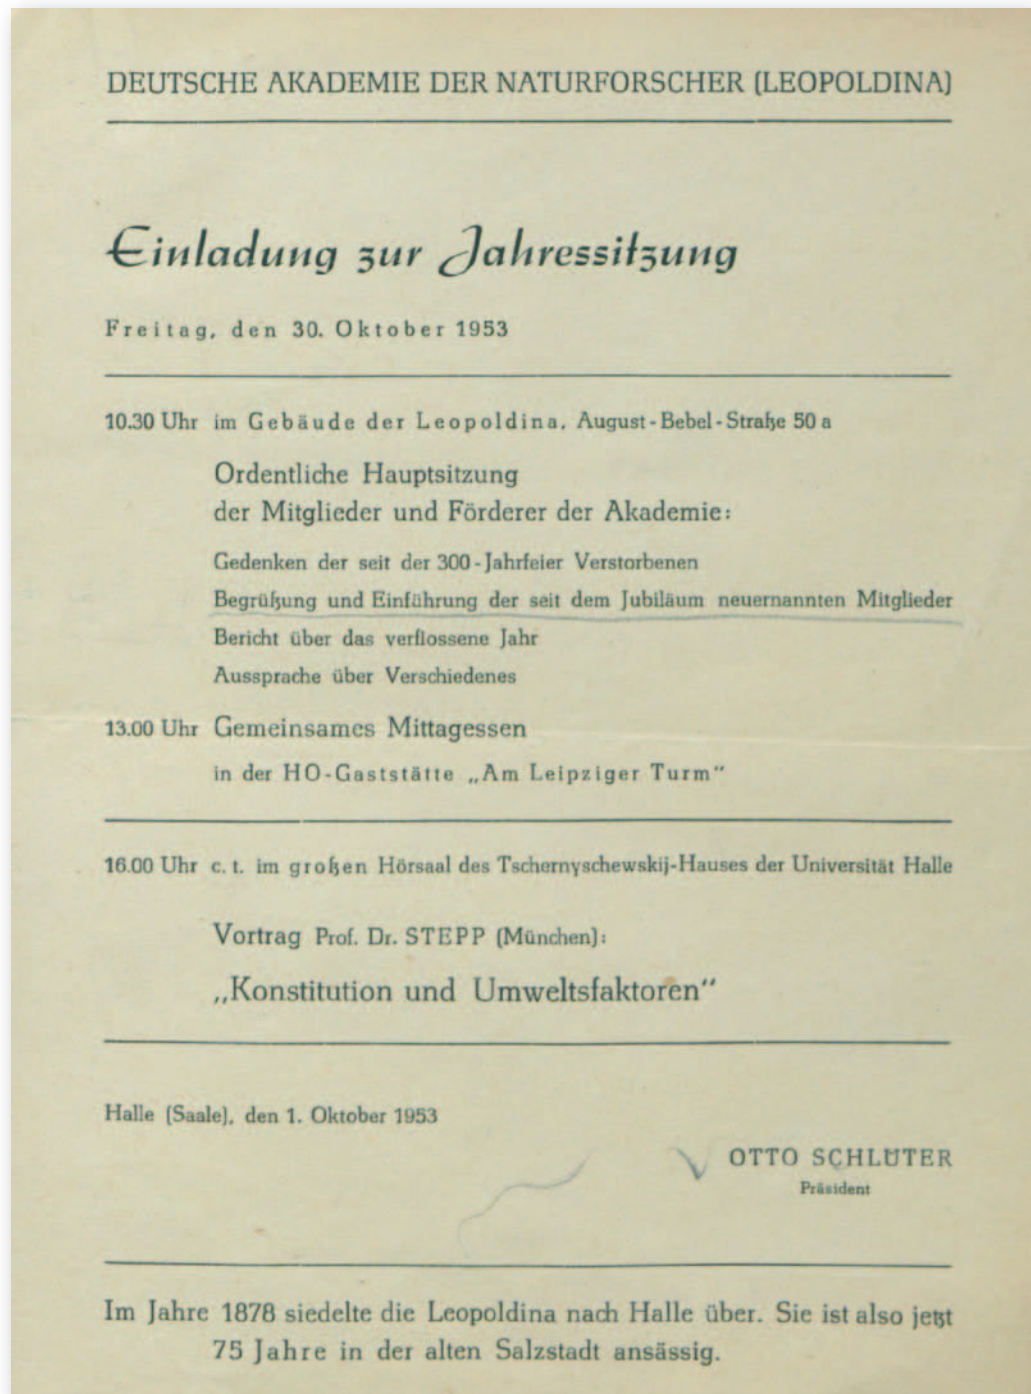 DEUTSCHE AKADEMIE DER NATURFORSCHER (LEOPOLDINA)
Einladung zur Jahressitzung
Freitag, den 30. Oktober 1953
10.30 Uhr im Gebäude der Leopoldina, August-Bebel-Straße 50 a
Ordentliche Hauptsitzung
der Mitglieder und Förderer der Akademie:
Gedenken der seit der 300-Jahrfeier Verstorbenen
Begrüßung und Einführung der seit dem Jubiläum neuernannten Mitglieder
Bericht über das verflossene Jahr
Aussprache über Verschiedenes
13.00 Uhr Gemeinsames Mittagessen
in der HO-Gaststätte „Am Leipziger Turm“
16.00 Uhr c. t. im großen Hörsaal des Tschernyschewskij-Hauses der Universität Halle
Vortrag Prof. Dr. STEPP (München):
„Konstitution und Umweltsfaktoren“
Halle (Saale), den 1. Oktober 1953
OTTO SCHLÜTER
Präsident
Im Jahre 1878 siedelte die Leopoldina nach Halle über. Sie ist also jetzt
75 Jahre in der alten Salzstadt ansässig.